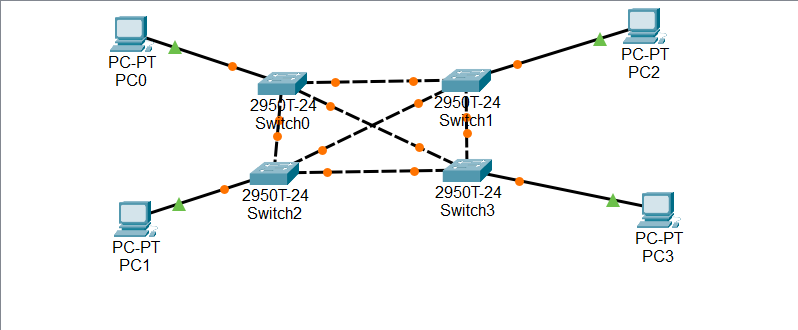 PC-PT
PC0
PC-PT
PC2
2950T-24
Switch0
2950T-24
Switch1
2950T-24
Switch2
2950T-24
Switch3
PC-PT
PC1
PC-PT
PC3